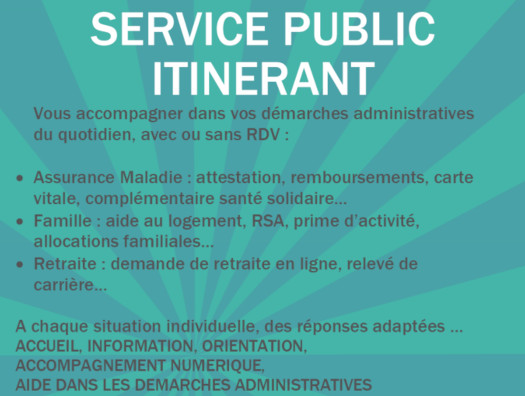 SERVICE PUBLIC
ITINERANT
Vous accompagner dans vos démarches administratives
du quotidien, avec ou sans RDV :
• Assurance Maladie : attestation, remboursements, carte
vitale, complémentaire santé solidaire...
• Famille : aide au logement, RSA, prime d'activité,
allocations familiales...
• Retraite : demande de retraite en ligne, relevé de
carrière...
A chaque situation individuelle, des réponses adaptées ...
ACCUEIL, INFORMATION, ORIENTATION,
ACCOMPAGNEMENT NUMERIQUE,
AIDE DANS LES DEMARCHES ADMINISTRATIVES